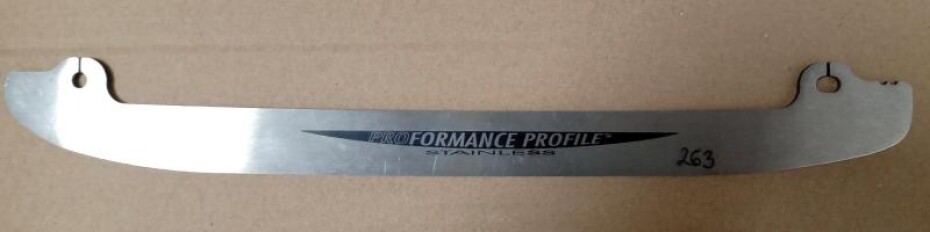 PROFORMANCE PROFILE™
STAINLESS
263